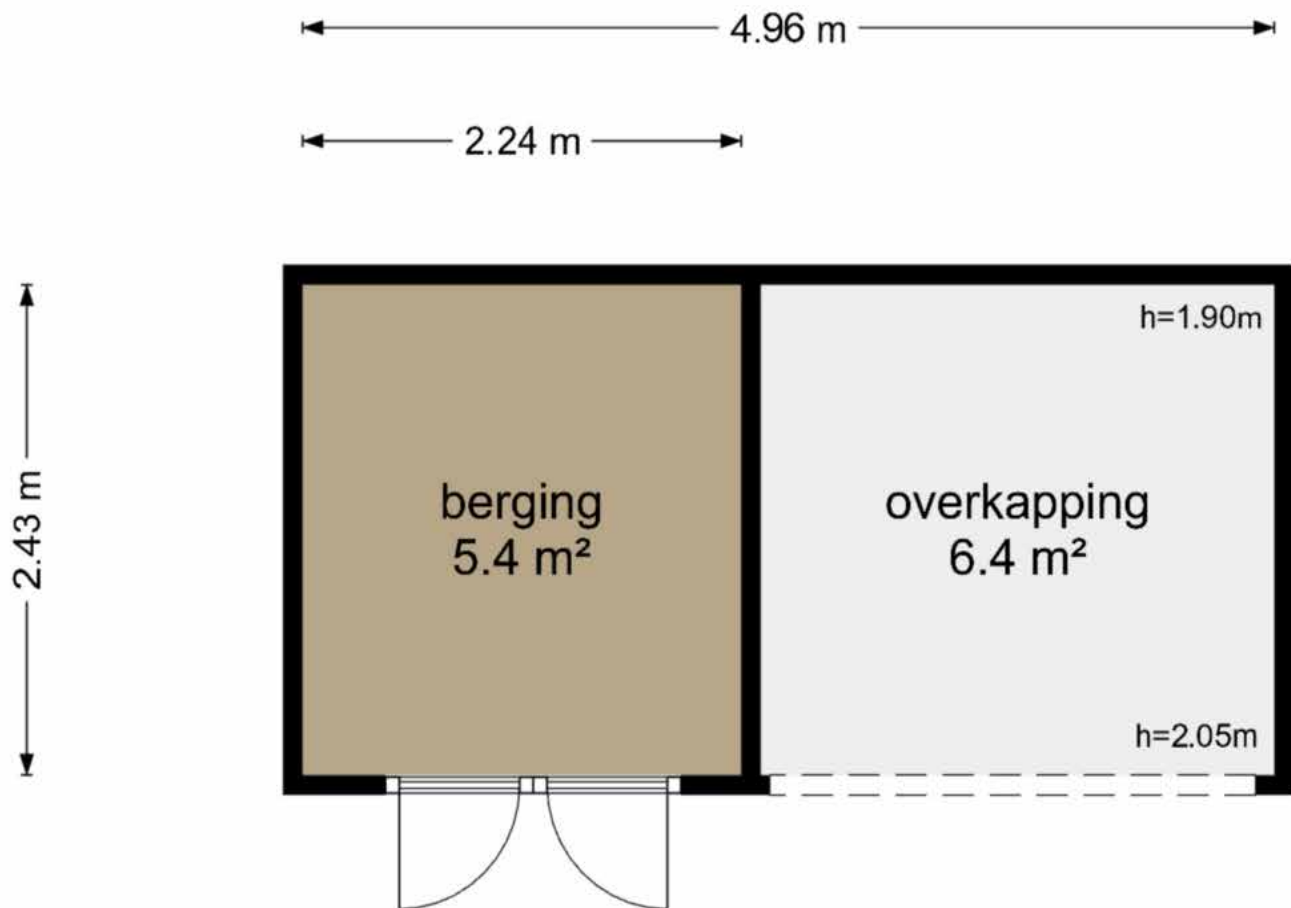 4.96 m
2.24 m
h=1.90m
2.43 m
berging
5.4 m²
overkapping
6.4 m²
h=2.05m